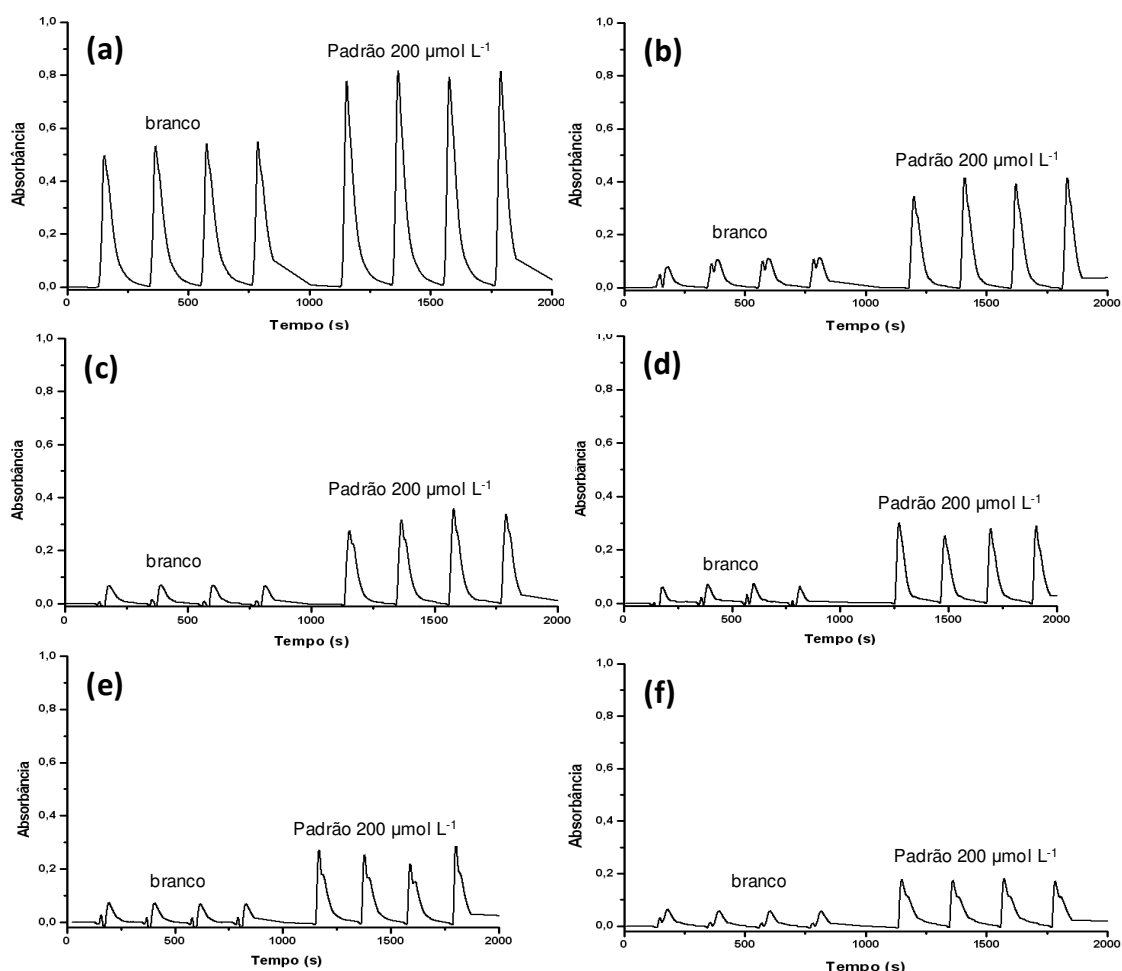 (a)
Absorbância
1,0
0,8
0,6
0,4
0,2
0,0
branco
Padrão 200 µmol L-1
0 500 1000 1500 2000
Tempo (s)
(b)
Absorbância
1,0
0,8
0,6
0,4
0,2
0,0
branco
Padrão 200 µmol L-1
0 500 1000 1500 2000
Tempo (s)
(c)
Absorbância
1,0
0,8
0,6
0,4
0,2
0,0
branco
Padrão 200 µmol L-1
0 500 1000 1500 2000
Tempo (s)
(d)
Absorbância
1,0
0,8
0,6
0,4
0,2
0,0
branco
Padrão 200 µmol L-1
0 500 1000 1500 2000
Tempo (s)
(e)
Absorbância
1,0
0,8
0,6
0,4
0,2
0,0
branco
Padrão 200 µmol L-1
0 500 1000 1500 2000
Tempo (s)
(f)
Absorbância
1,0
0,8
0,6
0,4
0,2
0,0
branco
Padrão 200 µmol L-1
0 500 1000 1500 2000
Tempo (s)